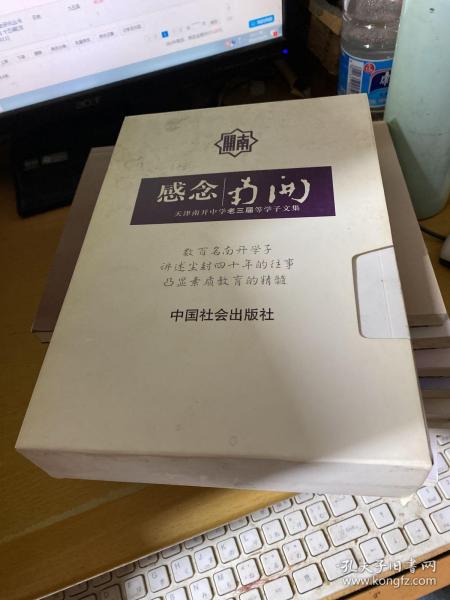 南開
感念
南開
天津南开中学老三届等学子文集
数百名南开学子
讲述尘封四十年的往事
凸显素质教育的精髓
中国社会出版社
孔夫子旧书网
www.kongfz.com